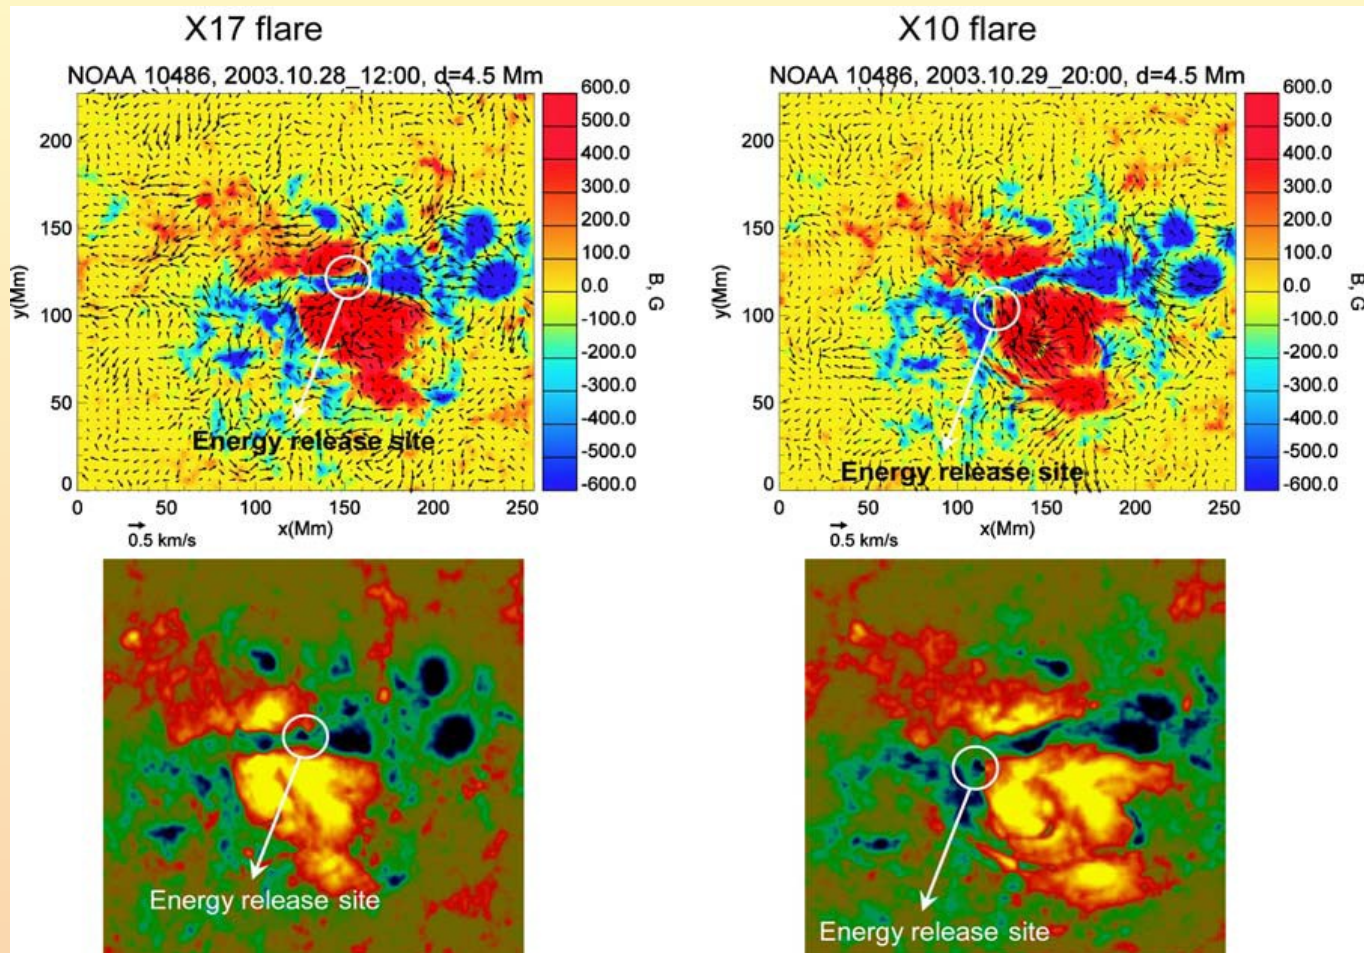 X17 flare
NOAA 10486, 2003.10.28_12:00, d=4.5 Mm
600.0
500.0
400.0
300.0
200.0
100.0
0.0
-100.0
-200.0
-300.0
-400.0
-500.0
-600.0
B, G
y(Mm)
200
150
100
50
0
Energy release site
0 50 100 150 200 250
x(Mm)
0.5 km/s
Energy release site
X10 flare
NOAA 10486, 2003.10.29_20:00, d=4.5 Mm
600.0
500.0
400.0
300.0
200.0
100.0
0.0
-100.0
-200.0
-300.0
-400.0
-500.0
-600.0
B, G
y(Mm)
200
150
100
50
0
Energy release site
0 50 100 150 200 250
x(Mm)
0.5 km/s
Energy release site